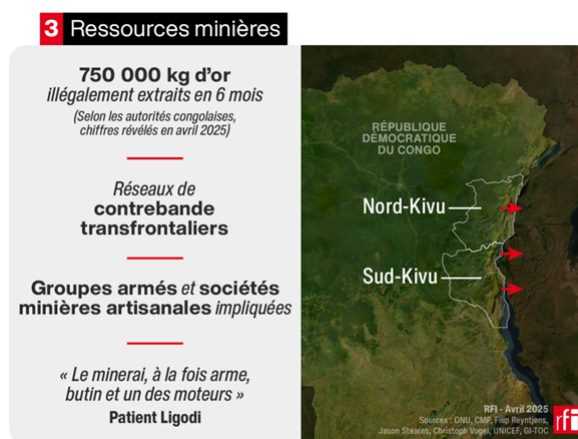 3 Ressources minières
750 000 kg d'or
illégalement extraits en 6 mois
(Selon les autorités congolaises,
chiffres révélés en avril 2025)
Réseaux de
contrebande
transfrontaliers
Groupes armés et sociétés
minières artisanales impliquées
« Le minerai, à la fois arme,
butin et un des moteurs »
Patient Ligodi
RÉPUBLIQUE
DÉMOCRATIQUE
DU CONGO
Nord-Kivu
Sud-Kivu
RFI - Avril 2025
Sources : ONU, CMP, Filip Reyntjens,
Jason Steares, Christoph Vogel, UNICEF, GI-TOC
rfi